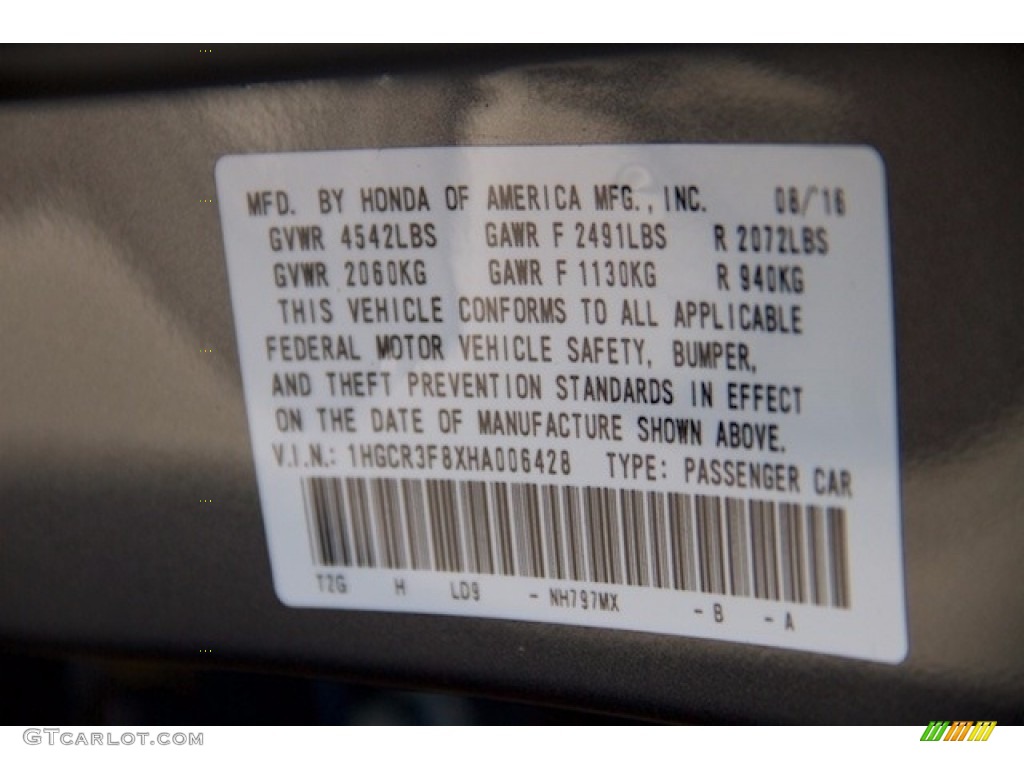 MFD. BY HONDA OF AMERICA MFG., INC. 08/16
GVWR 4542LBS GAWR F 2491LBS R 2072LBS
GVWR 2060KG GAWR F 1130KG R 940KG
THIS VEHICLE CONFORMS TO ALL APPLICABLE
FEDERAL MOTOR VEHICLE SAFETY, BUMPER,
AND THEFT PREVENTION STANDARDS IN EFFECT
ON THE DATE OF MANUFACTURE SHOWN ABOVE.
V.I.N.: 1HGCR3F8XHA006428 TYPE: PASSENGER CAR
T2G H LD9 - NH797MX - B - A
GTCARLOT.COM